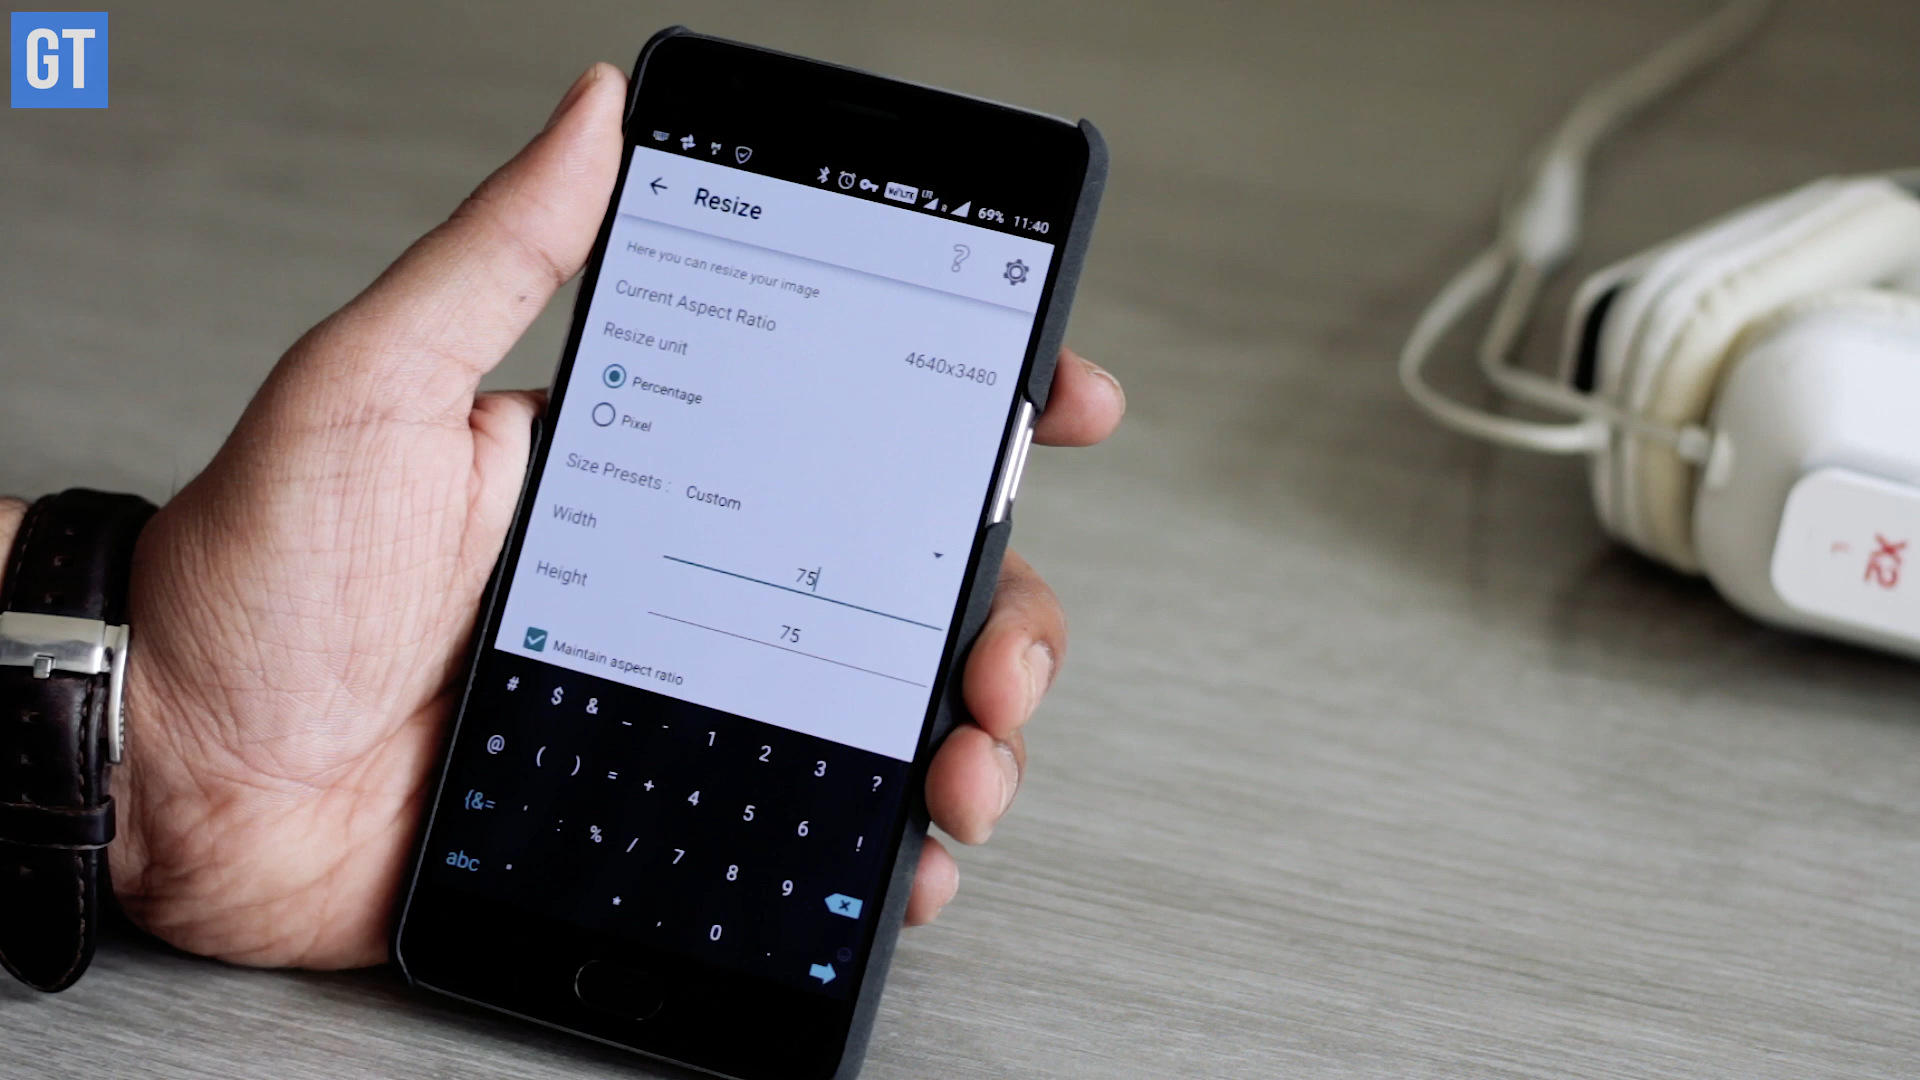 GT
VoLTE LTE R 69% 11:40
Resize
?
Here you can resize your image
Current Aspect Ratio
4640x3480
Resize unit
Percentage
Pixel
Size Presets : Custom
Width
75
Height
75
Maintain aspect ratio
# $ & _ - 1 2 3 ?
@ ( ) = + 4 5 6 !
{&= ' : % / 7 8 9
abc . * , 0 .
X2